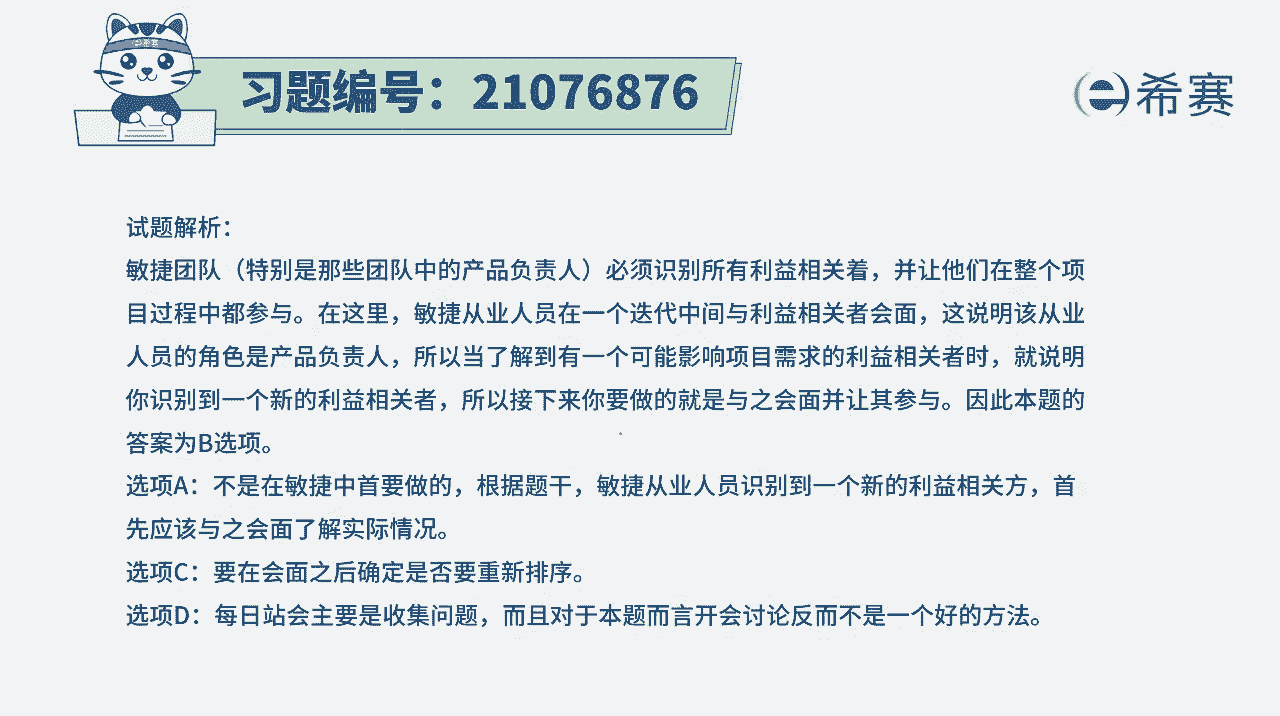 习题编号：21076876
希赛
试题解析：
敏捷团队（特别是那些团队中的产品负责人）必须识别所有利益相关着，并让他们在整个项
目过程中都参与。在这里，敏捷从业人员在一个迭代中间与利益相关者会面，这说明该从业
人员的角色是产品负责人，所以当了解到有一个可能影响项目需求的利益相关者时，就说明
你识别到一个新的利益相关者，所以接下来你要做的就是与之会面并让其参与。因此本题的
答案为B选项。
选项A：不是在敏捷中首要做的，根据题干，敏捷从业人员识别到一个新的利益相关方，首
先应该与之会面了解实际情况。
选项C：要在会面之后确定是否要重新排序。
选项D：每日站会主要是收集问题，而且对于本题而言开会讨论反而不是一个好的方法。